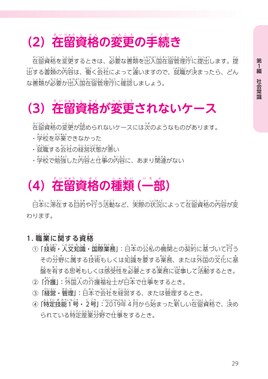 (2) 在留資格の変更の手続き
在留資格を変更するときは、必要な書類を出入国在留管理庁に提出します。提
出する書類の内容は、働く会社によって違いますので、就職が決まったら、どん
な書類が必要か出入国在留管理庁に確認しましょう。
(3) 在留資格が変更されないケース
在留資格の変更が認められないケースには次のようなものがあります。
・学校を卒業できなかった
・就職する会社の経営状態が悪い
・学校で勉強した内容と仕事の内容に、あまり関連がない
(4) 在留資格の種類(一部)
日本に滞在する目的や行う活動など、実際の状況によって在留資格の内容が変
わります。
1. 職業に関する資格
①「技術・人文知識・国際業務」:日本の公私の機関との契約に基づいて行う
その分野に属する技術もしくは知識を要する業務、または外国の文化に基
盤を有する思考もしくは感受性を必要とする業務に従事して活動するとき。
②「介護」:外国人の介護福祉士が日本で仕事をするとき。
③「経営・管理」:日本で会社を経営する、または管理するとき。
④「特定技能1号・2号」:2019年4月から始まった新しい在留資格で、決め
られている特定産業分野で仕事をするとき。
第1編 社会常識
29